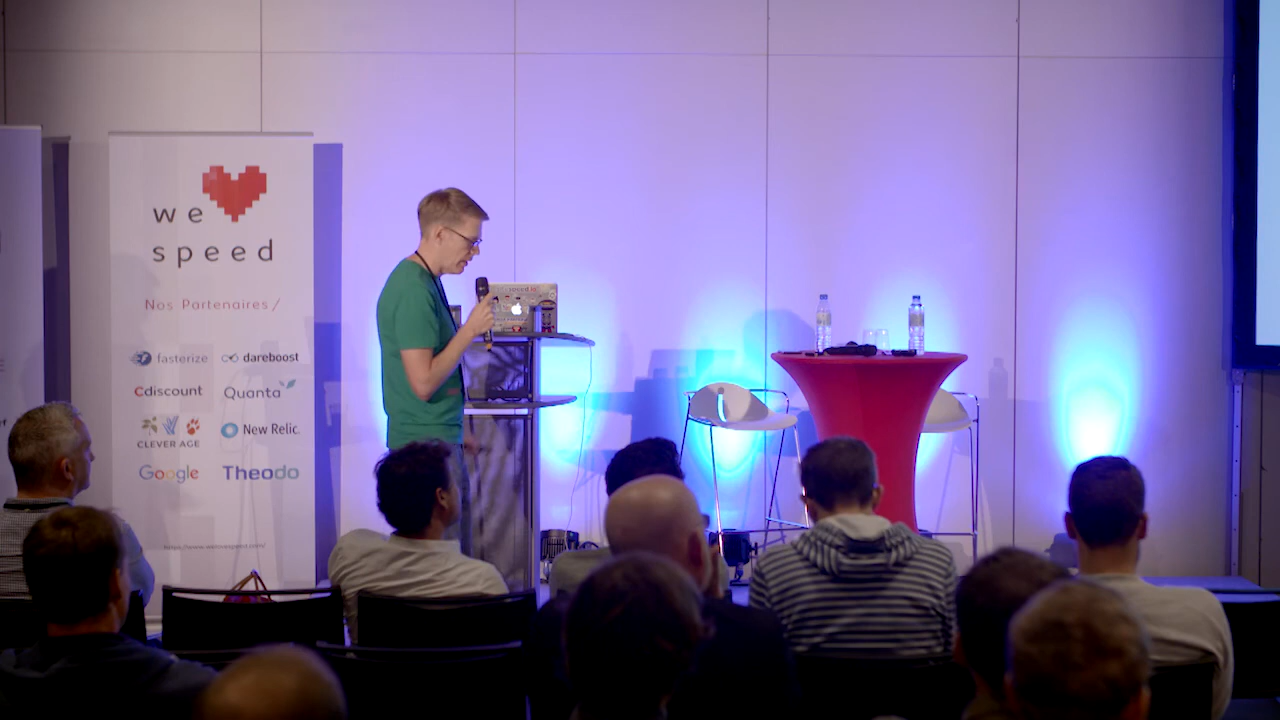 we
speed
Nos Partenaires /
fasterize
dareboost
Cdiscount
Quanta
CLEVER AGE
New Relic.
Google
Theodo